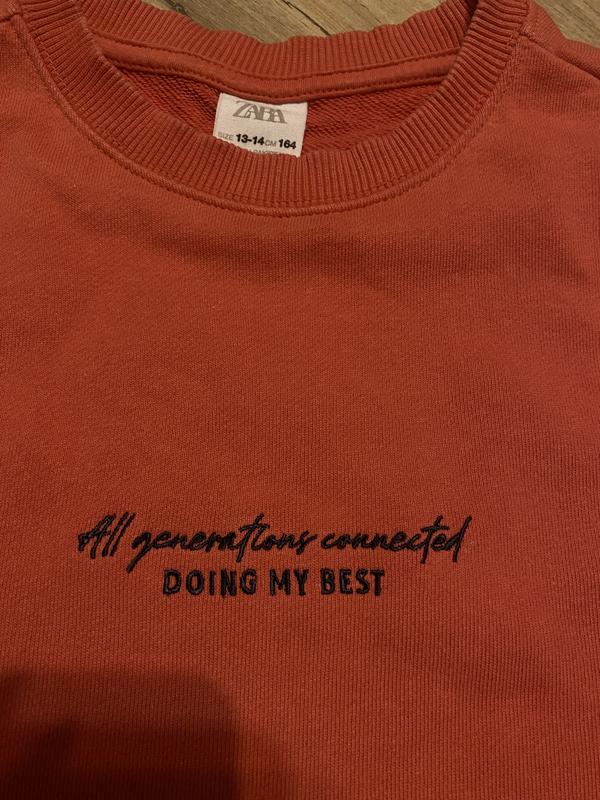 ZARA
SIZE 13-14 CM 164
All generations connected
DOING MY BEST